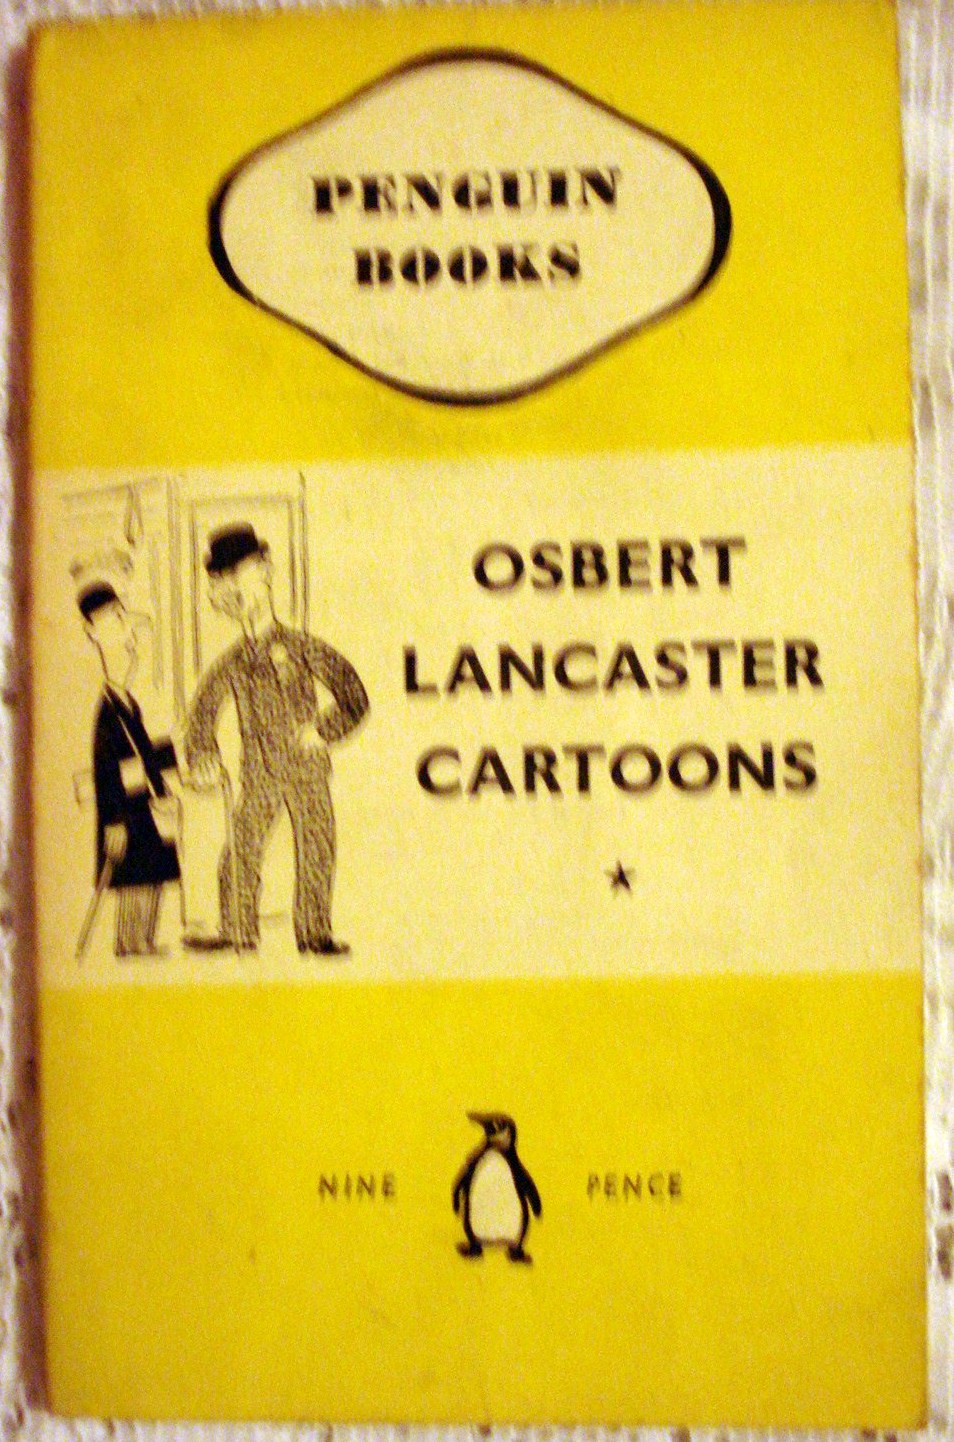 PENGUIN
BOOKS
OSBERT
LANCASTER
CARTOONS
NINE PENCE